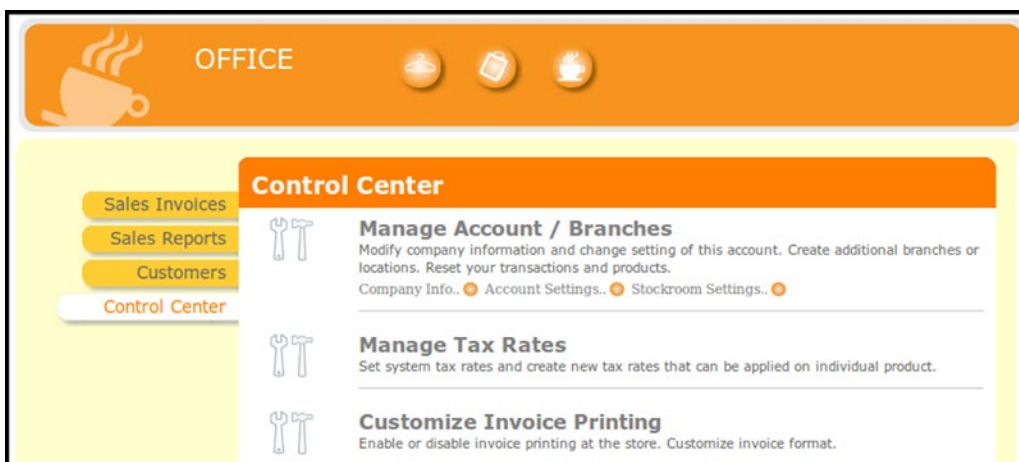 OFFICE
Control Center
Sales Invoices
Sales Reports
Customers
Control Center
Manage Account / Branches
Modify company information and change setting of this account. Create additional branches or
locations. Reset your transactions and products.
Company Info.. Account Settings.. Stockroom Settings..
Manage Tax Rates
Set system tax rates and create new tax rates that can be applied on individual product.
Customize Invoice Printing
Enable or disable invoice printing at the store. Customize invoice format.